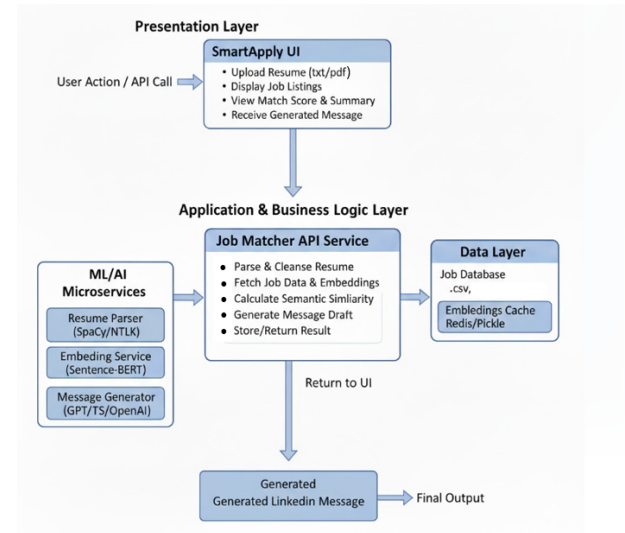 Presentation Layer
SmartApply UI
User Action / API Call
• Upload Resume (txt/pdf)
• Display Job Listings
• View Match Score & Summary
• Receive Generated Message
Application & Business Logic Layer
Job Matcher API Service
• Parse & Cleanse Resume
• Fetch Job Data & Embeddings
• Calculate Semantic Simliarity
• Generate Message Draft
• Store/Return Result
ML/AI
Microservices
Resume Parser
(SpaCy/NTLK)
Embeding Service
(Sentence-BERT)
Message Generator
(GPT/TS/OpenAI)
Data Layer
Job Database
.csv,
Embledings Cache
Redis/Pickle
Return to UI
Generated
Generated Linkedin Message
Final Output